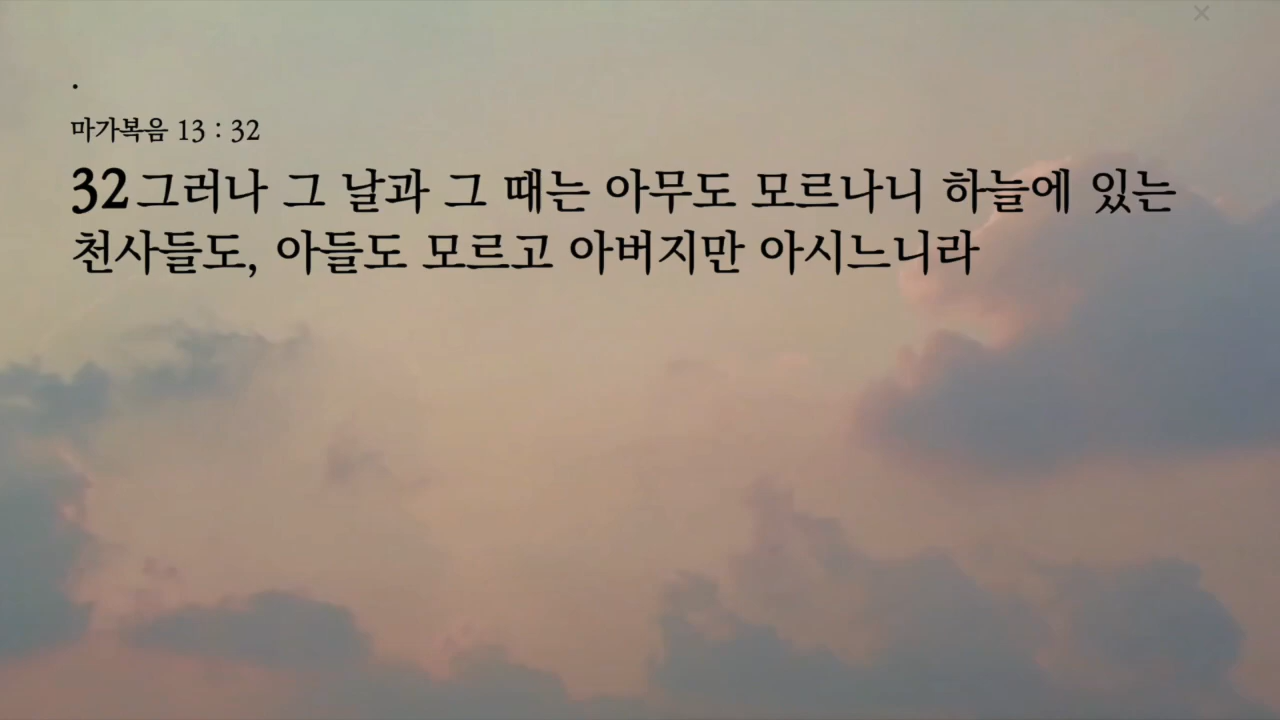 .
마가복음 13 : 32
32그러나 그 날과 그 때는 아무도 모르나니 하늘에 있는
천사들도, 아들도 모르고 아버지만 아시느니라